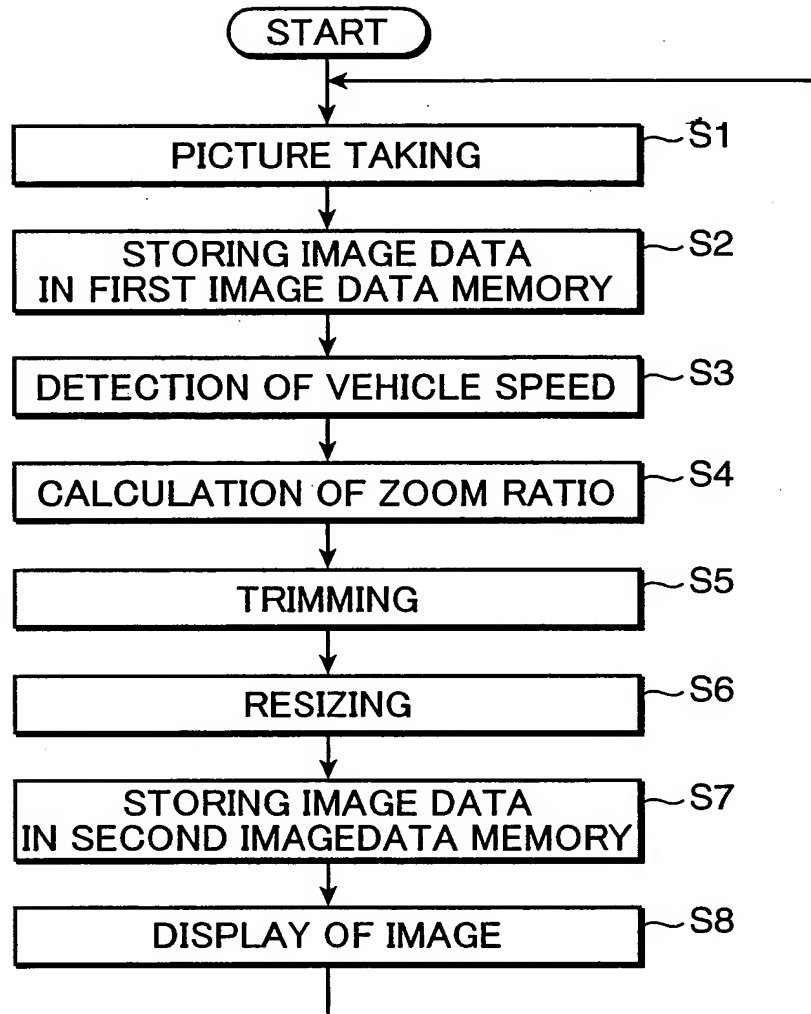 START
PICTURE TAKING
S1
STORING IMAGE DATA
IN FIRST IMAGE DATA MEMORY
S2
DETECTION OF VEHICLE SPEED
S3
CALCULATION OF ZOOM RATIO
S4
TRIMMING
S5
RESIZING
S6
STORING IMAGE DATA
IN SECOND IMAGEDATA MEMORY
S7
DISPLAY OF IMAGE
S8